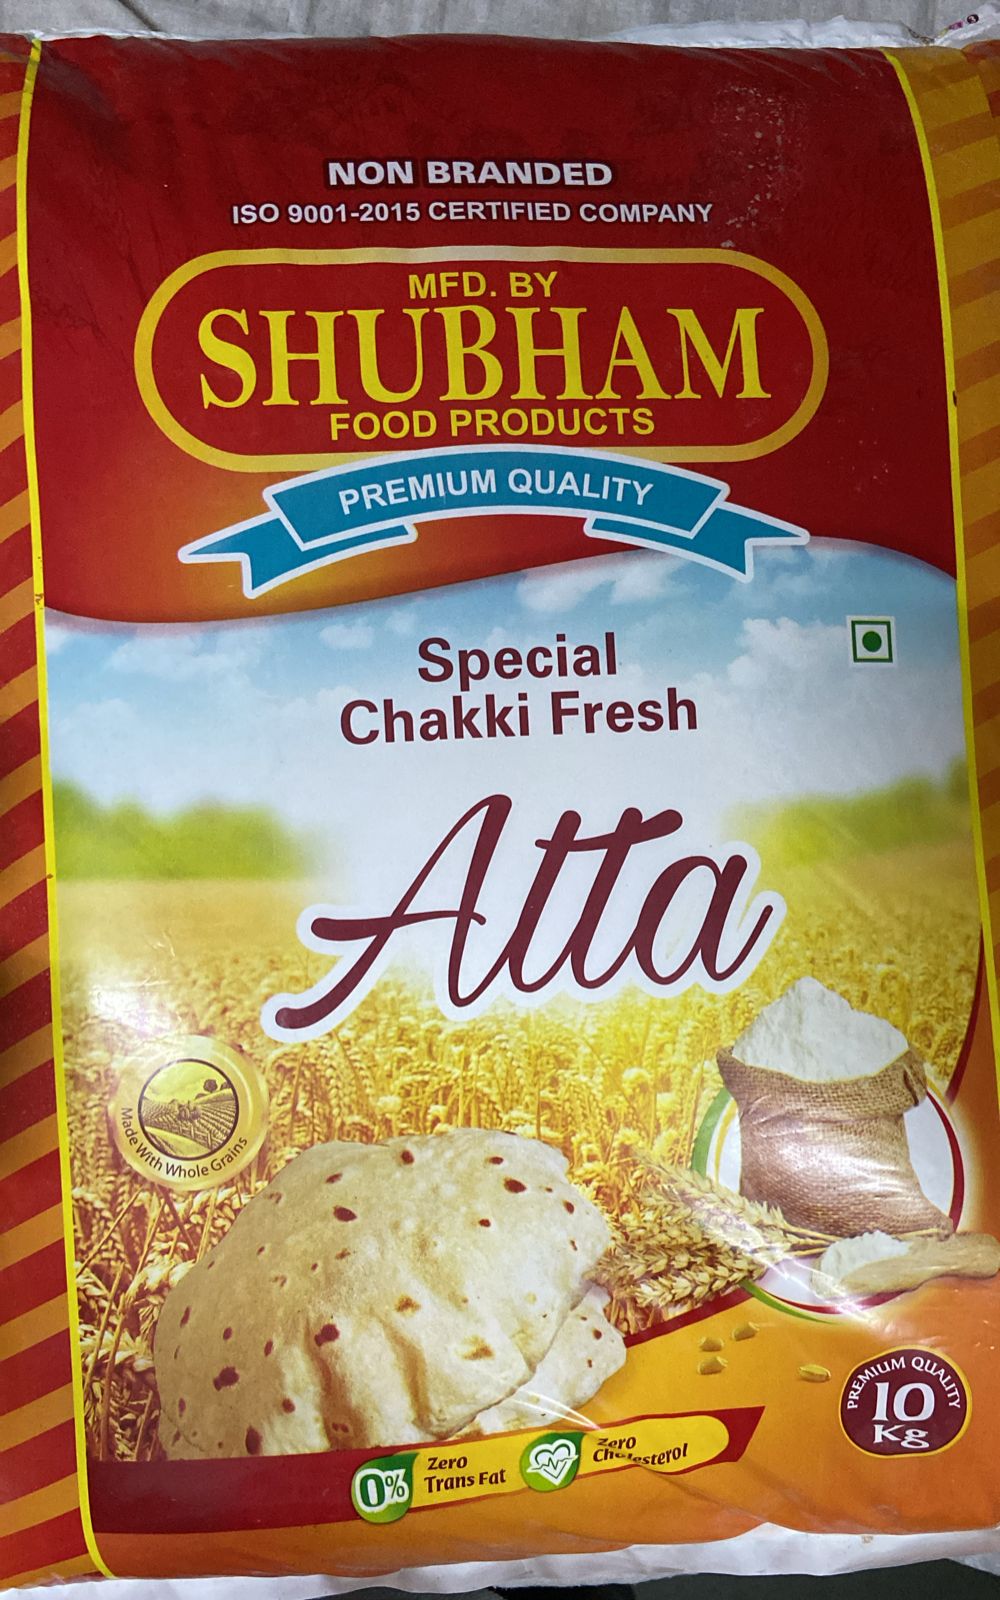 NON BRANDED
ISO 9001-2015 CERTIFIED COMPANY
MFD. BY
SHUBHAM
FOOD PRODUCTS
PREMIUM QUALITY
Special
Chakki Fresh
Atta
Made With Whole Grains
PREMIUM QUALITY
10
Kg
0%
Zero
Trans Fat
Zero
Cholesterol